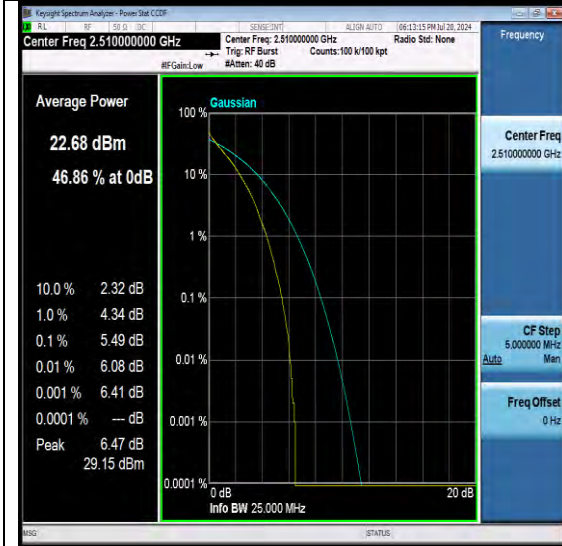 Keysight Spectrum Analyzer - Power Stat CCDF
RL RF 50 Ω DC SENSE:INT ALIGN AUTO 06:13:15 PM Jul 20, 2024
Center Freq 2.510000000 GHz
Center Freq: 2.510000000 GHz Radio Std: None
Trig: RF Burst Counts:100 k/100 kpt
#IFGain:Low #Atten: 40 dB
Frequency
Average Power
22.68 dBm
46.86 % at 0dB
10.0 % 2.32 dB
1.0 % 4.34 dB
0.1 % 5.49 dB
0.01 % 6.08 dB
0.001 % 6.41 dB
0.0001 % --- dB
Peak 6.47 dB
29.15 dBm
Gaussian
100 %
10 %
1 %
0.1 %
0.01 %
0.001 %
0.0001 %
0 dB 20 dB
Info BW 25.000 MHz
Center Freq
2.510000000 GHz
CF Step
5.000000 MHz
Auto Man
Freq Offset
0 Hz
MSG STATUS